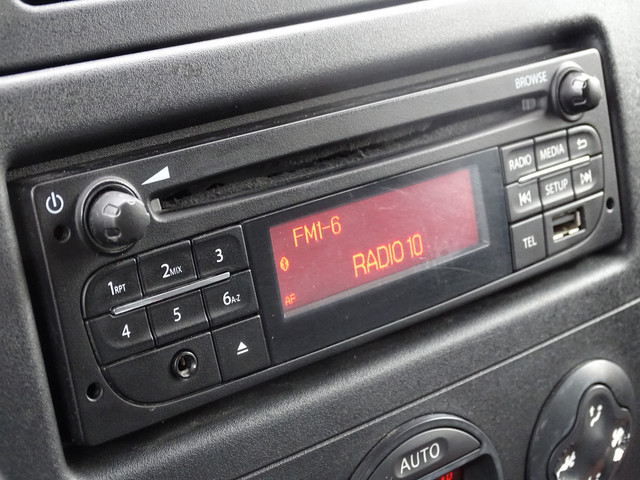 BROWSE
FM1-6
RADIO 10
AF
RADIO
MEDIA
SETUP
TEL
1RPT
2MIX
3
4
5
6A-Z
AUTO